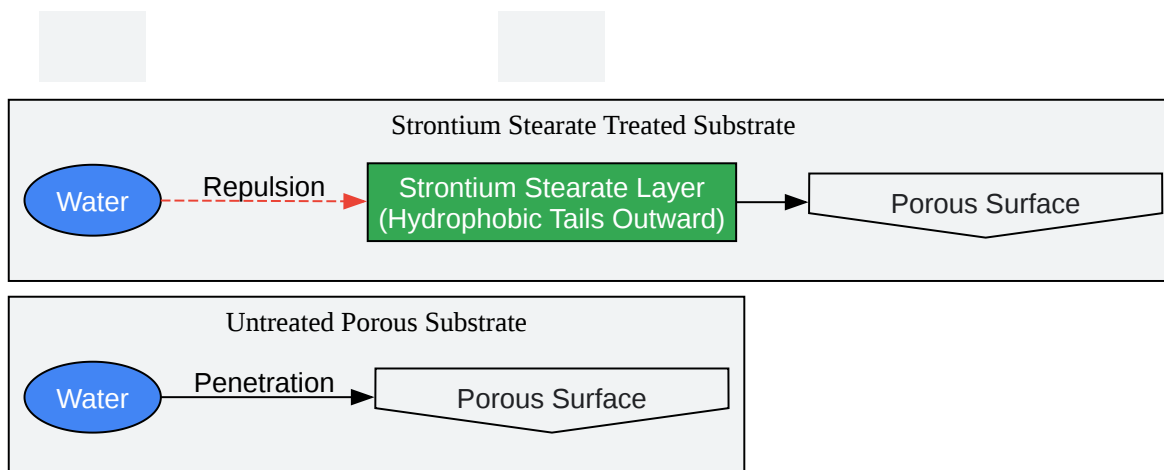 Strontium Stearate Treated Substrate
Water
Repulsion
Strontium Stearate Layer
(Hydrophobic Tails Outward)
Porous Surface
Untreated Porous Substrate
Water
Penetration
Porous Surface